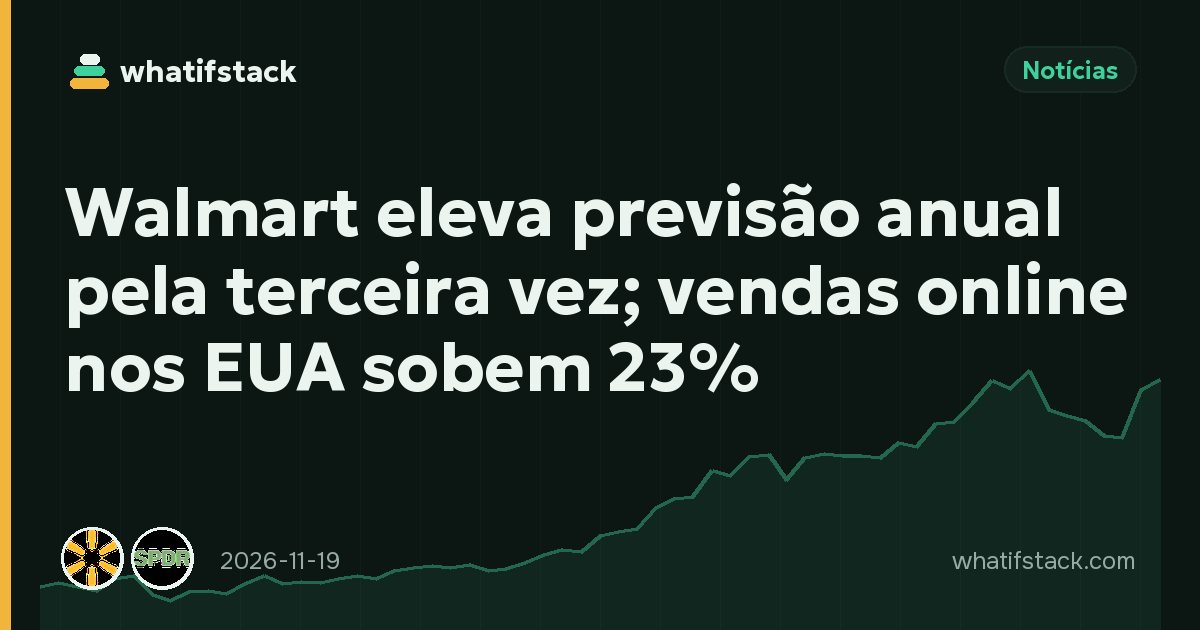 whatifstack
Notícias
Walmart eleva previsão anual
pela terceira vez; vendas online
nos EUA sobem 23%
SPDR
2026-11-19
whatifstack.com